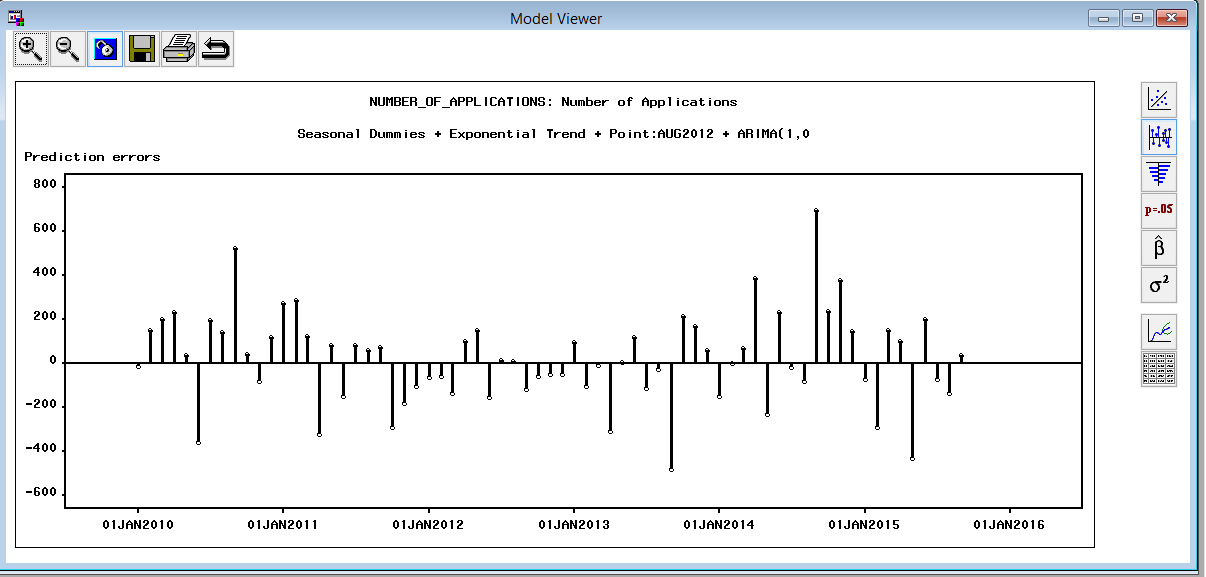 Model Viewer
NUMBER_OF_APPLICATIONS: Number of Applications
Seasonal Dummies + Exponential Trend + Point:AUG2012 + ARIMA(1,0
Prediction errors
800
600
400
200
0
-200
-400
-600
01JAN2010 01JAN2011 01JAN2012 01JAN2013 01JAN2014 01JAN2015 01JAN2016
p=.05
β̂
σ²